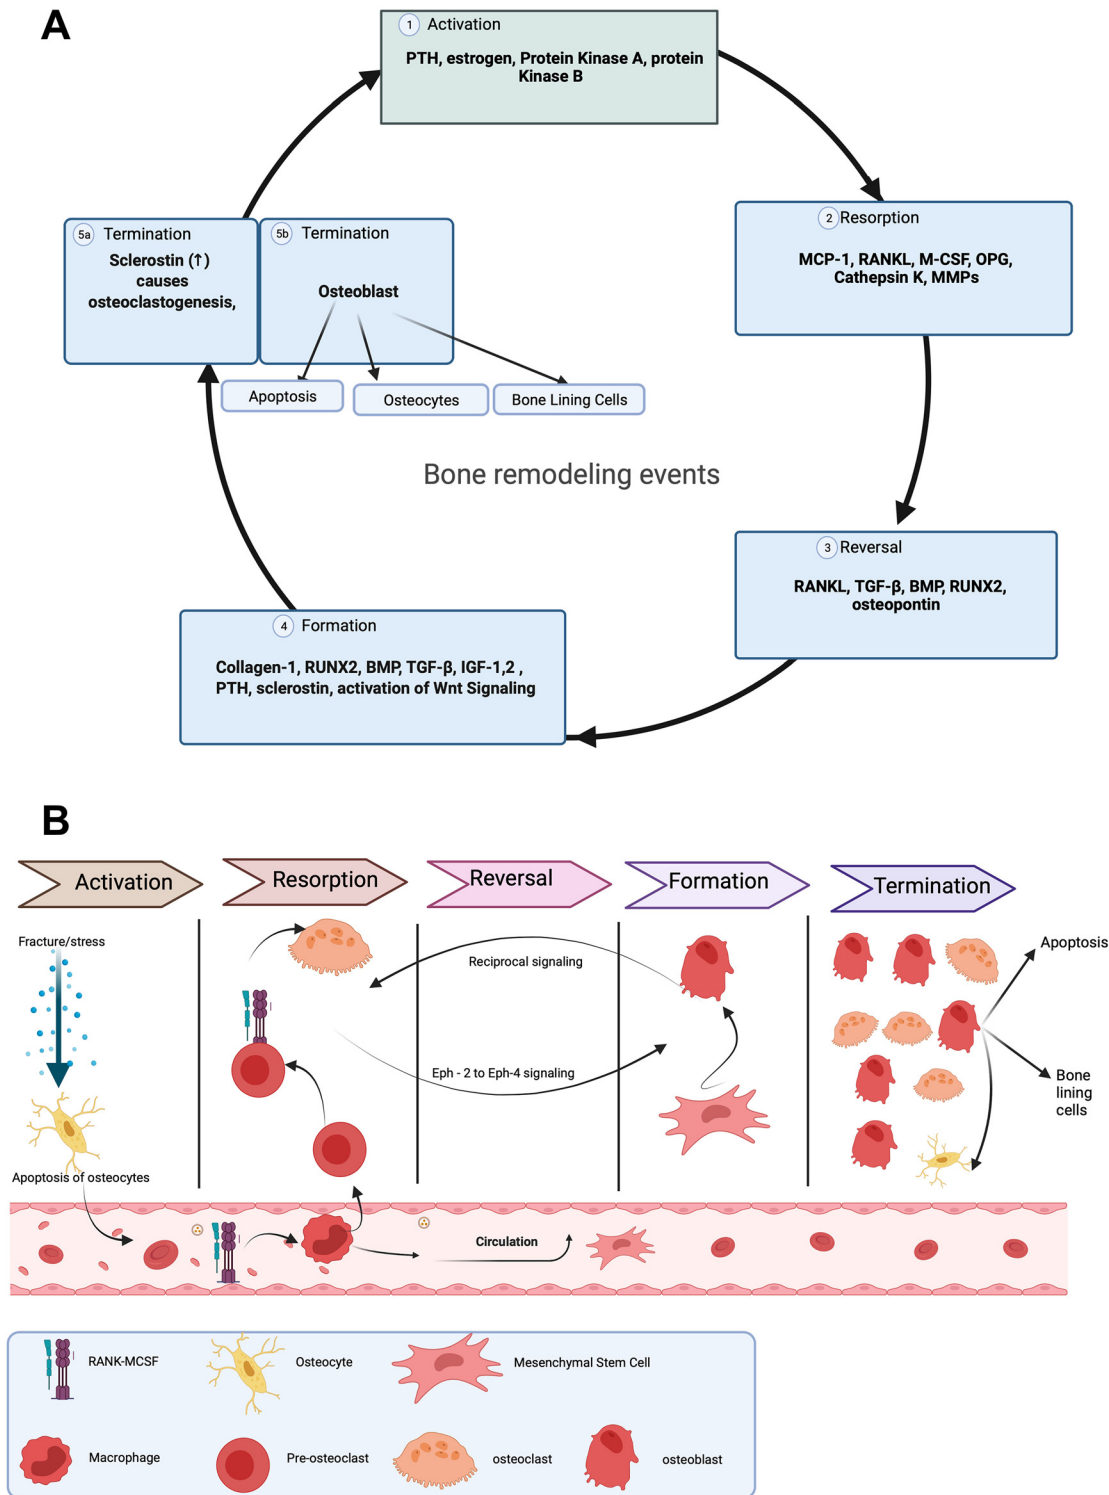 A
1 Activation
PTH, estrogen, Protein Kinase A, protein
Kinase B
2 Resorption
MCP-1, RANKL, M-CSF, OPG,
Cathepsin K, MMPs
5a Termination
Sclerostin (↑)
causes
osteoclastogenesis,
5b Termination
Osteoblast
Apoptosis
Osteocytes
Bone Lining Cells
Bone remodeling events
3 Reversal
RANKL, TGF-β, BMP, RUNX2,
osteopontin
4 Formation
Collagen-1, RUNX2, BMP, TGF-β, IGF-1,2 ,
PTH, sclerostin, activation of Wnt Signaling
B
Activation
Resorption
Reversal
Formation
Termination
Fracture/stress
Apoptosis of osteocytes
Reciprocal signaling
Eph - 2 to Eph-4 signaling
Apoptosis
Bone
lining
cells
Circulation
RANK-MCSF
Osteocyte
Mesenchymal Stem Cell
Macrophage
Pre-osteoclast
osteoclast
osteoblast